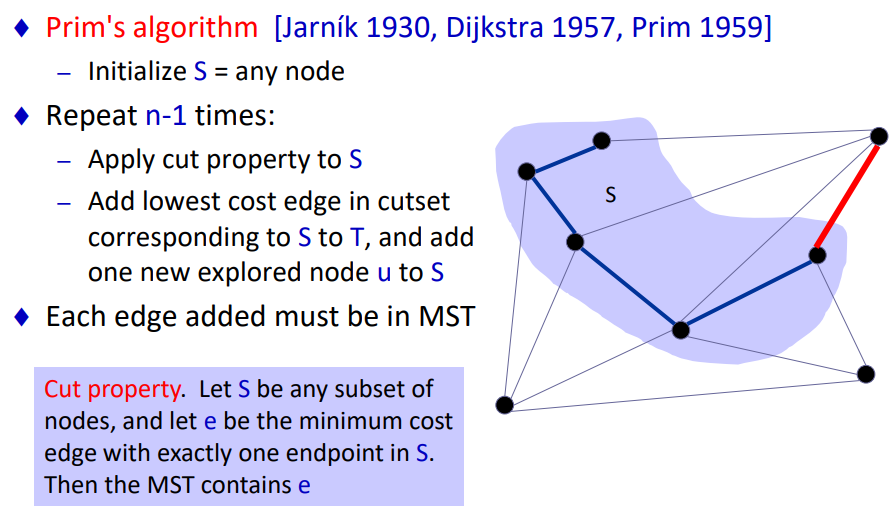 ♦ Prim's algorithm [Jarník 1930, Dijkstra 1957, Prim 1959]
– Initialize S = any node
♦ Repeat n-1 times:
– Apply cut property to S
– Add lowest cost edge in cutset
corresponding to S to T, and add
one new explored node u to S
♦ Each edge added must be in MST
Cut property. Let S be any subset of
nodes, and let e be the minimum cost
edge with exactly one endpoint in S.
Then the MST contains e
S